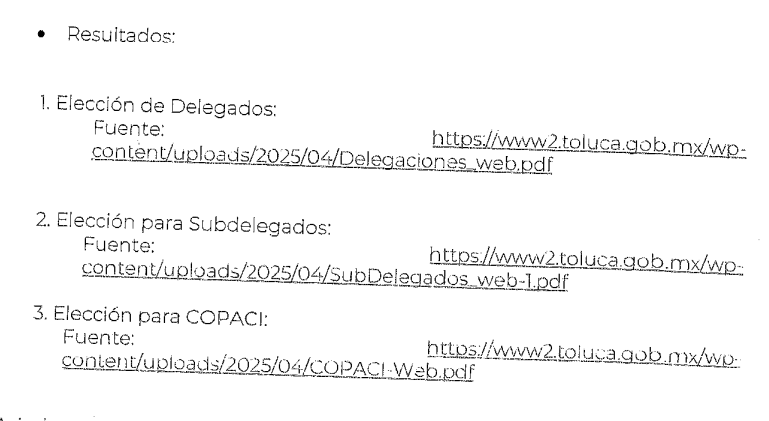 • Resultados:
1. Elección de Delegados:
Fuente: https://www2.toluca.gob.mx/wp-
content/uploads/2025/04/Delegaciones_web.pdf
2. Elección para Subdelegados:
Fuente: https://www2.toluca.gob.mx/wp-
content/uploads/2025/04/SubDelegados_web-1.pdf
3. Elección para COPACI:
Fuente: https://www2.toluca.gob.mx/wp-
content/uploads/2025/04/COPACI-Web.pdf